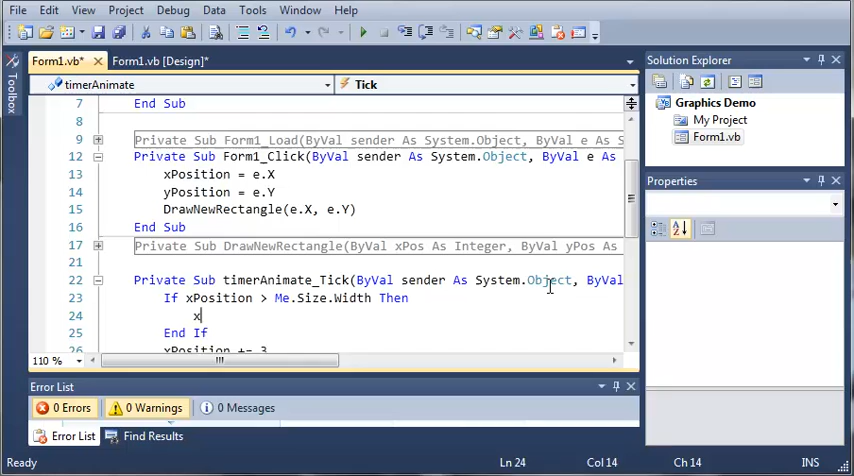 File Edit View Project Debug Data Tools Window Help
Form1.vb* Form1.vb [Design]*
Toolbox
timerAnimate Tick
7 End Sub
8
9 Private Sub Form1_Load(ByVal sender As System.Object, ByVal e As S
12 Private Sub Form1_Click(ByVal sender As System.Object, ByVal e As
13 xPosition = e.X
14 yPosition = e.Y
15 DrawNewRectangle(e.X, e.Y)
16 End Sub
17 Private Sub DrawNewRectangle(ByVal xPos As Integer, ByVal yPos As
21
22 Private Sub timerAnimate_Tick(ByVal sender As System.Object, ByVal
23 If xPosition > Me.Size.Width Then
24 x
25 End If
26 xPosition += 3
110 %
Error List
0 Errors 0 Warnings 0 Messages
Error List Find Results
Ready Ln 24 Col 14 Ch 14 INS
Solution Explorer
Graphics Demo
My Project
Form1.vb
Properties